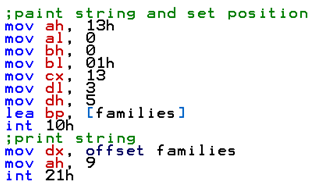 ;paint string and set position
mov ah, 13h
mov al, 0
mov bh, 0
mov bl, 01h
mov cx, 13
mov dl, 3
mov dh, 5
lea bp, [families]
int 10h
;print string
mov dx, offset families
mov ah, 9
int 21h